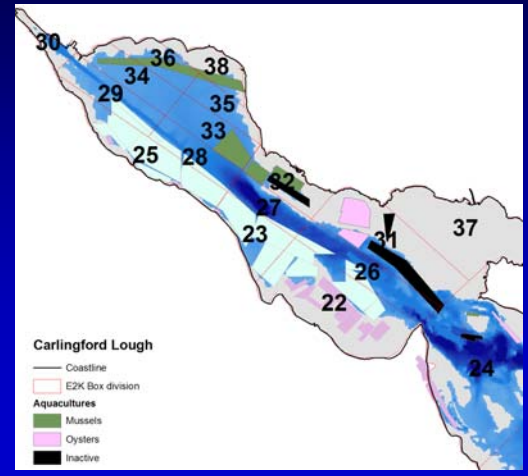 30
36
38
34
29
35
33
25
28
32
27
23
31
37
26
22
24
Carlingford Lough
Coastline
E2K Box division
Aquacultures
Mussels
Oysters
Inactive